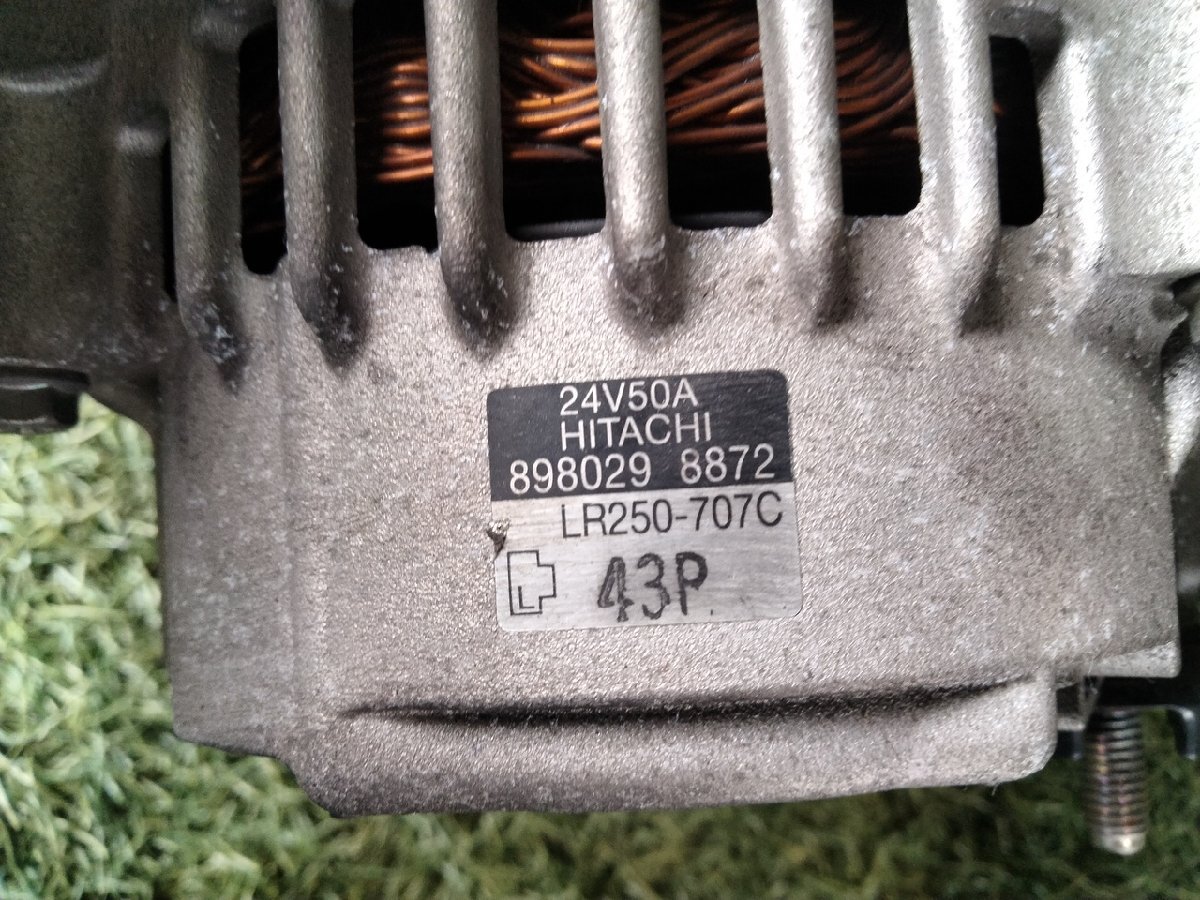 24V50A
HITACHI
898029 8872
LR250-707C
L 43P